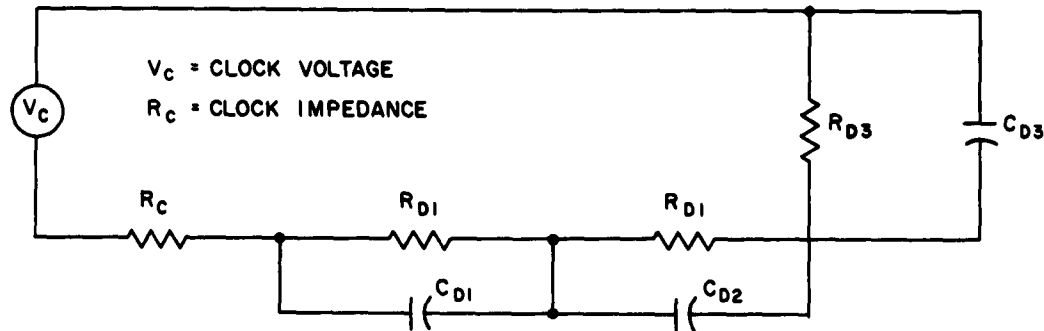 V_C = CLOCK VOLTAGE
R_C = CLOCK IMPEDANCE
V_C
R_D3
C_D3
R_C
R_D1
R_D1
C_D1
C_D2